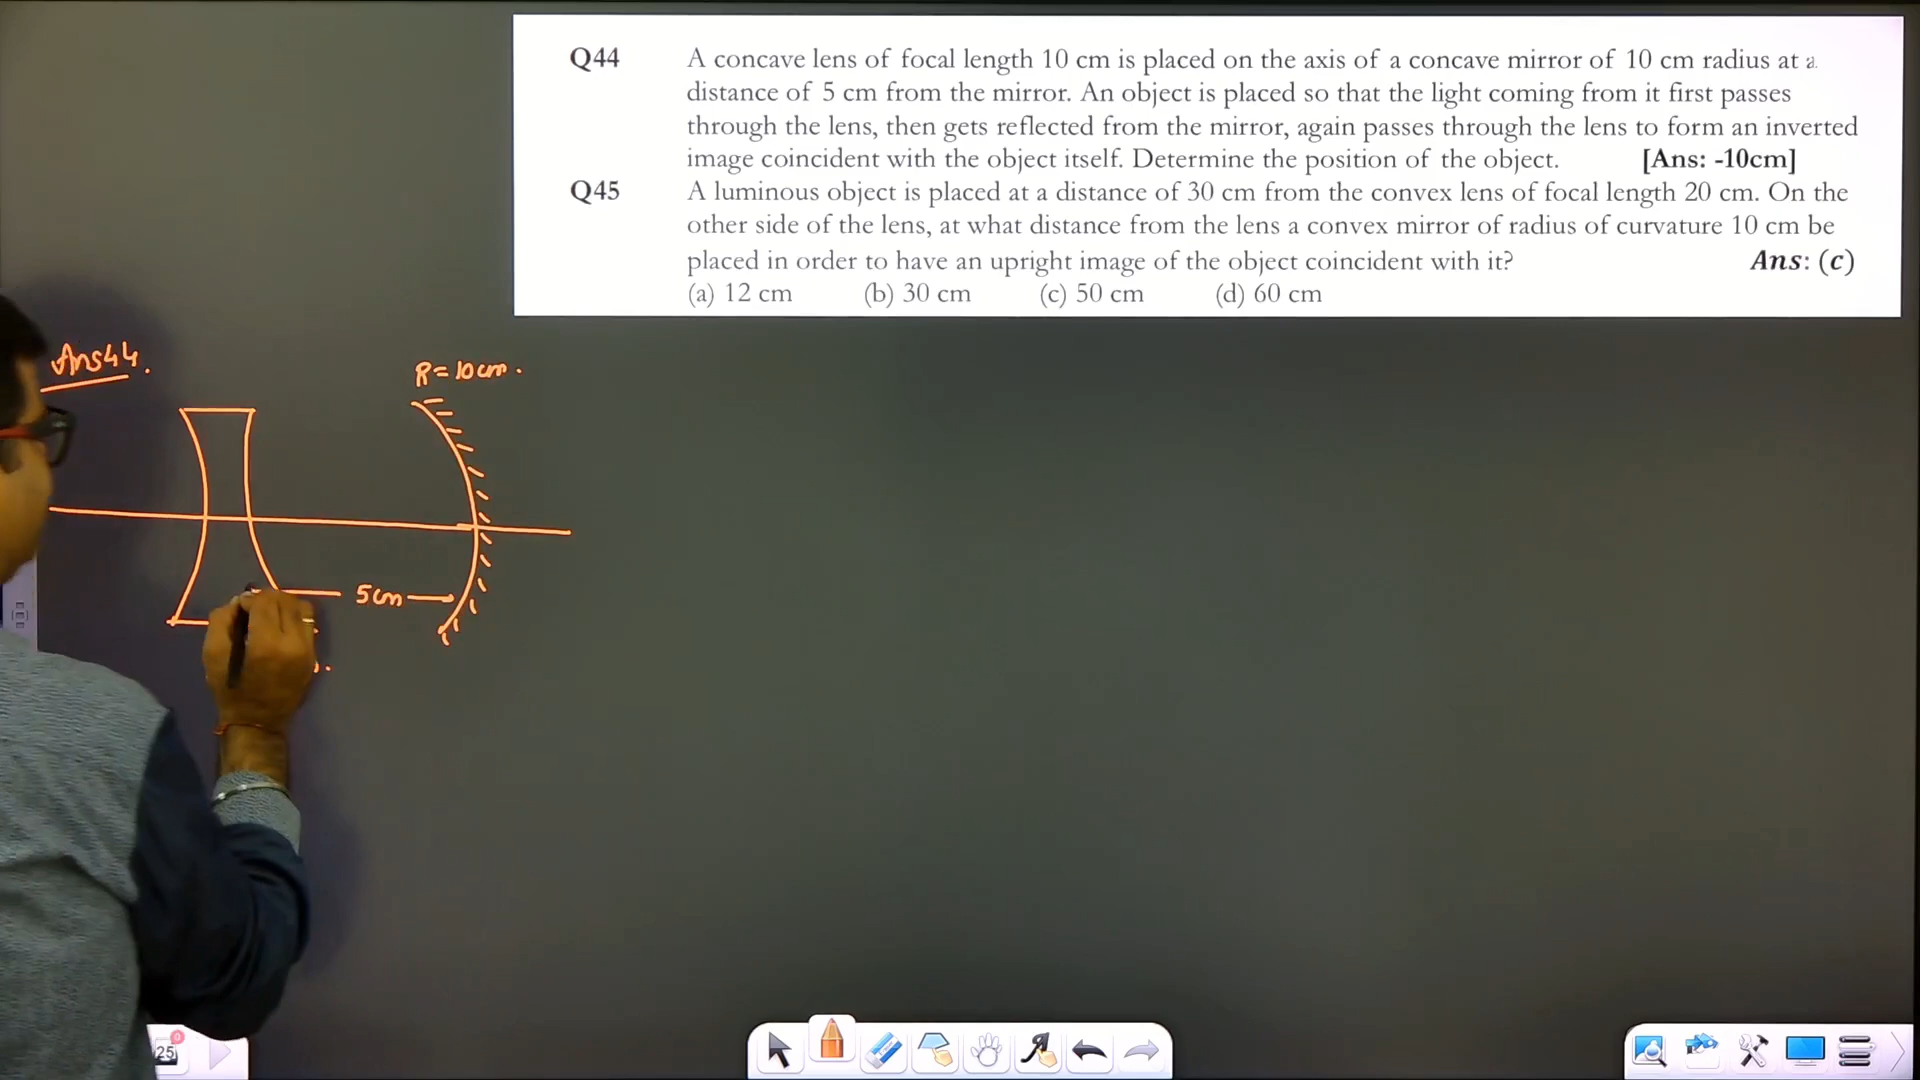 Q44 A concave lens of focal length 10 cm is placed on the axis of a concave mirror of 10 cm radius at a
distance of 5 cm from the mirror. An object is placed so that the light coming from it first passes
through the lens, then gets reflected from the mirror, again passes through the lens to form an inverted
image coincident with the object itself. Determine the position of the object. [Ans: -10cm]
Q45 A luminous object is placed at a distance of 30 cm from the convex lens of focal length 20 cm. On the
other side of the lens, at what distance from the lens a convex mirror of radius of curvature 10 cm be
placed in order to have an upright image of the object coincident with it? Ans: (c)
(a) 12 cm (b) 30 cm (c) 50 cm (d) 60 cm
Ans44.
R=10cm.
5cm
25
0